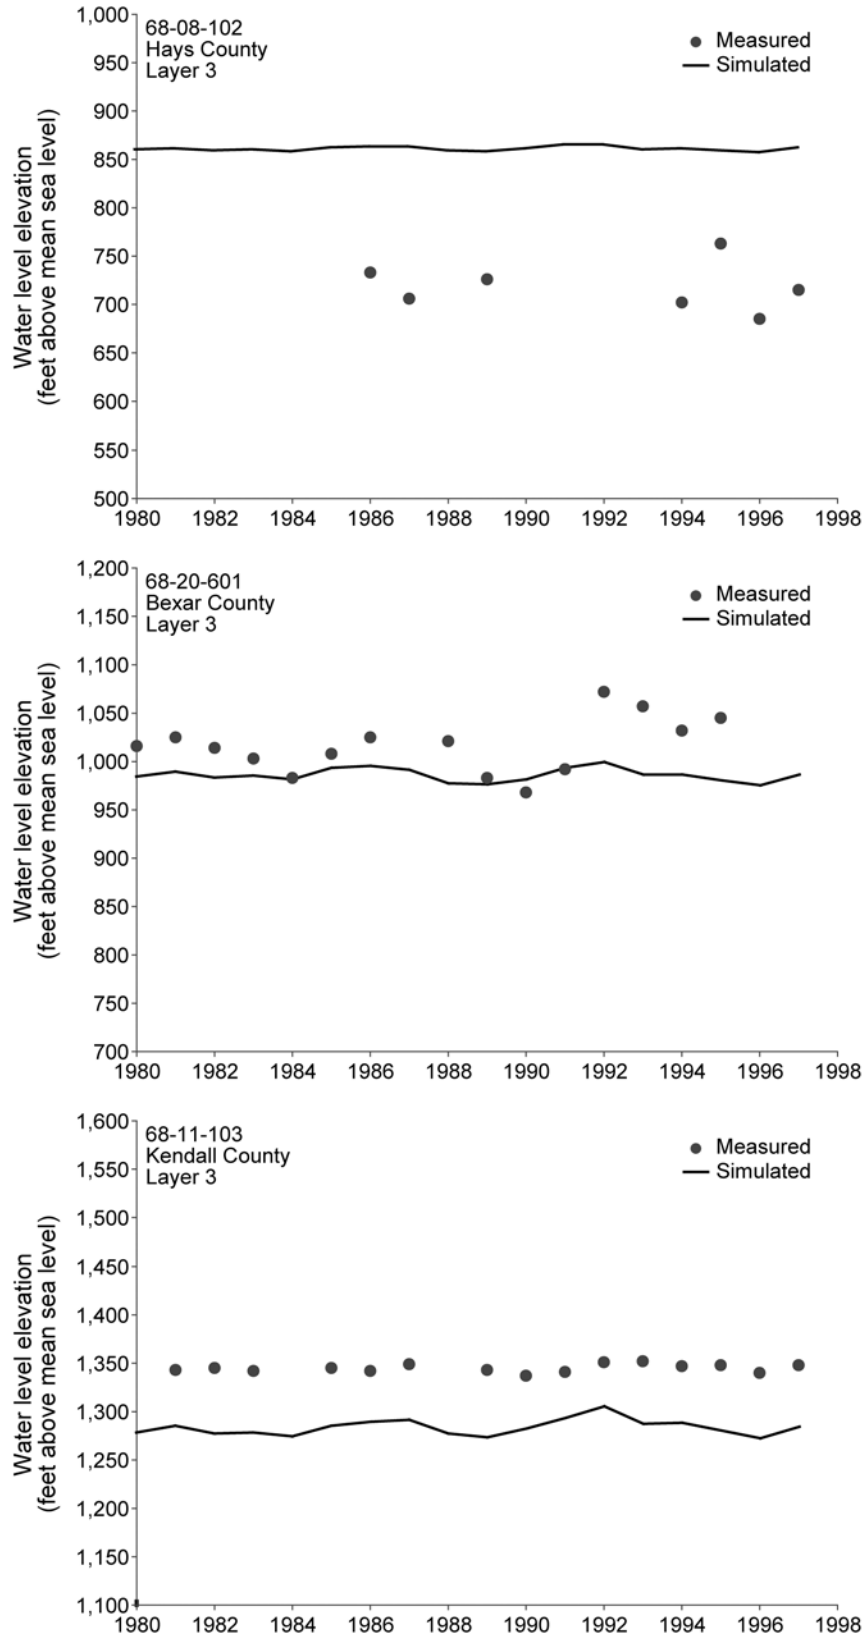 68-08-102
Hays County
Layer 3
Measured
Simulated
Water level elevation
(feet above mean sea level)
1,000
950
900
850
800
750
700
650
600
550
500
1980 1982 1984 1986 1988 1990 1992 1994 1996 1998
68-20-601
Bexar County
Layer 3
Measured
Simulated
Water level elevation
(feet above mean sea level)
1,200
1,150
1,100
1,050
1,000
950
900
850
800
750
700
1980 1982 1984 1986 1988 1990 1992 1994 1996 1998
68-11-103
Kendall County
Layer 3
Measured
Simulated
Water level elevation
(feet above mean sea level)
1,600
1,550
1,500
1,450
1,400
1,350
1,300
1,250
1,200
1,150
1,100
1980 1982 1984 1986 1988 1990 1992 1994 1996 1998